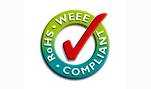 RoHS · WEEE
· COMPLIANT